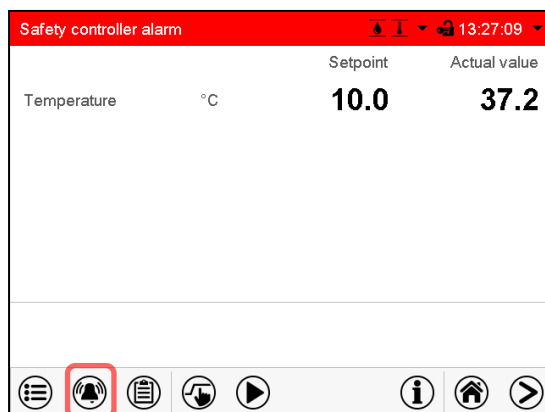 Safety controller alarm 13:27:09
Setpoint Actual value
Temperature °C 10.0 37.2